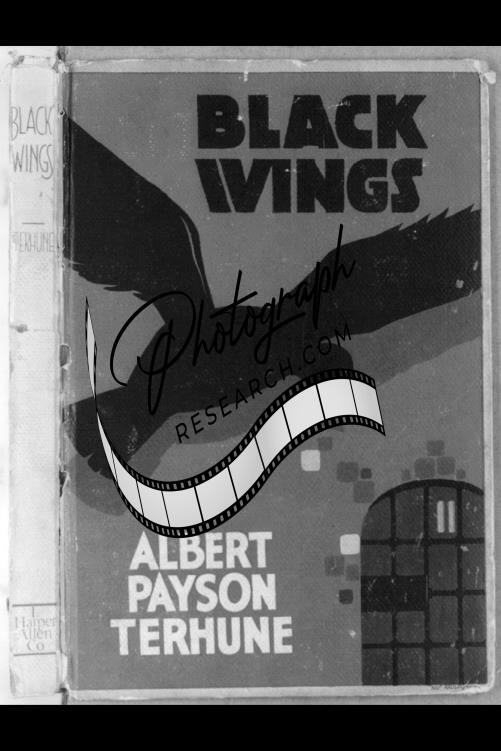 BLACK
WINGS
TERHUNE
Harper
Allen
Co
BLACK
WINGS
Photograph
RESEARCH.COM
ALBERT
PAYSON
TERHUNE